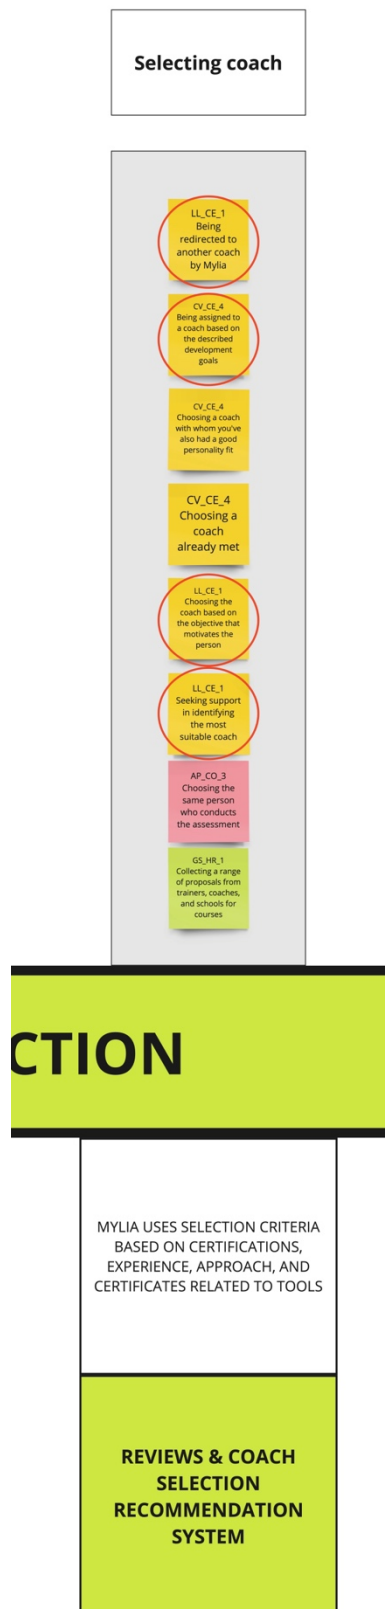 Selecting coach
LL_CE_1
Being
redirected to
another coach
by Mylia
CV_CE_4
Being assigned to
a coach based on
the described
development
goals
CV_CE_4
Choosing a coach
with whom you've
also had a good
personality fit
CV_CE_4
Choosing a
coach
already met
LL_CE_1
Choosing the
coach based on
the objective that
motivates the
person
LL_CE_1
Seeking support
in identifying
the most
suitable coach
AP_CO_3
Choosing the
same person
who conducts
the assessment
GS_HR_1
Collecting a range
of proposals from
trainers, coaches,
and schools for
courses
CTION
MYLIA USES SELECTION CRITERIA
BASED ON CERTIFICATIONS,
EXPERIENCE, APPROACH, AND
CERTIFICATES RELATED TO TOOLS
REVIEWS & COACH
SELECTION
RECOMMENDATION
SYSTEM